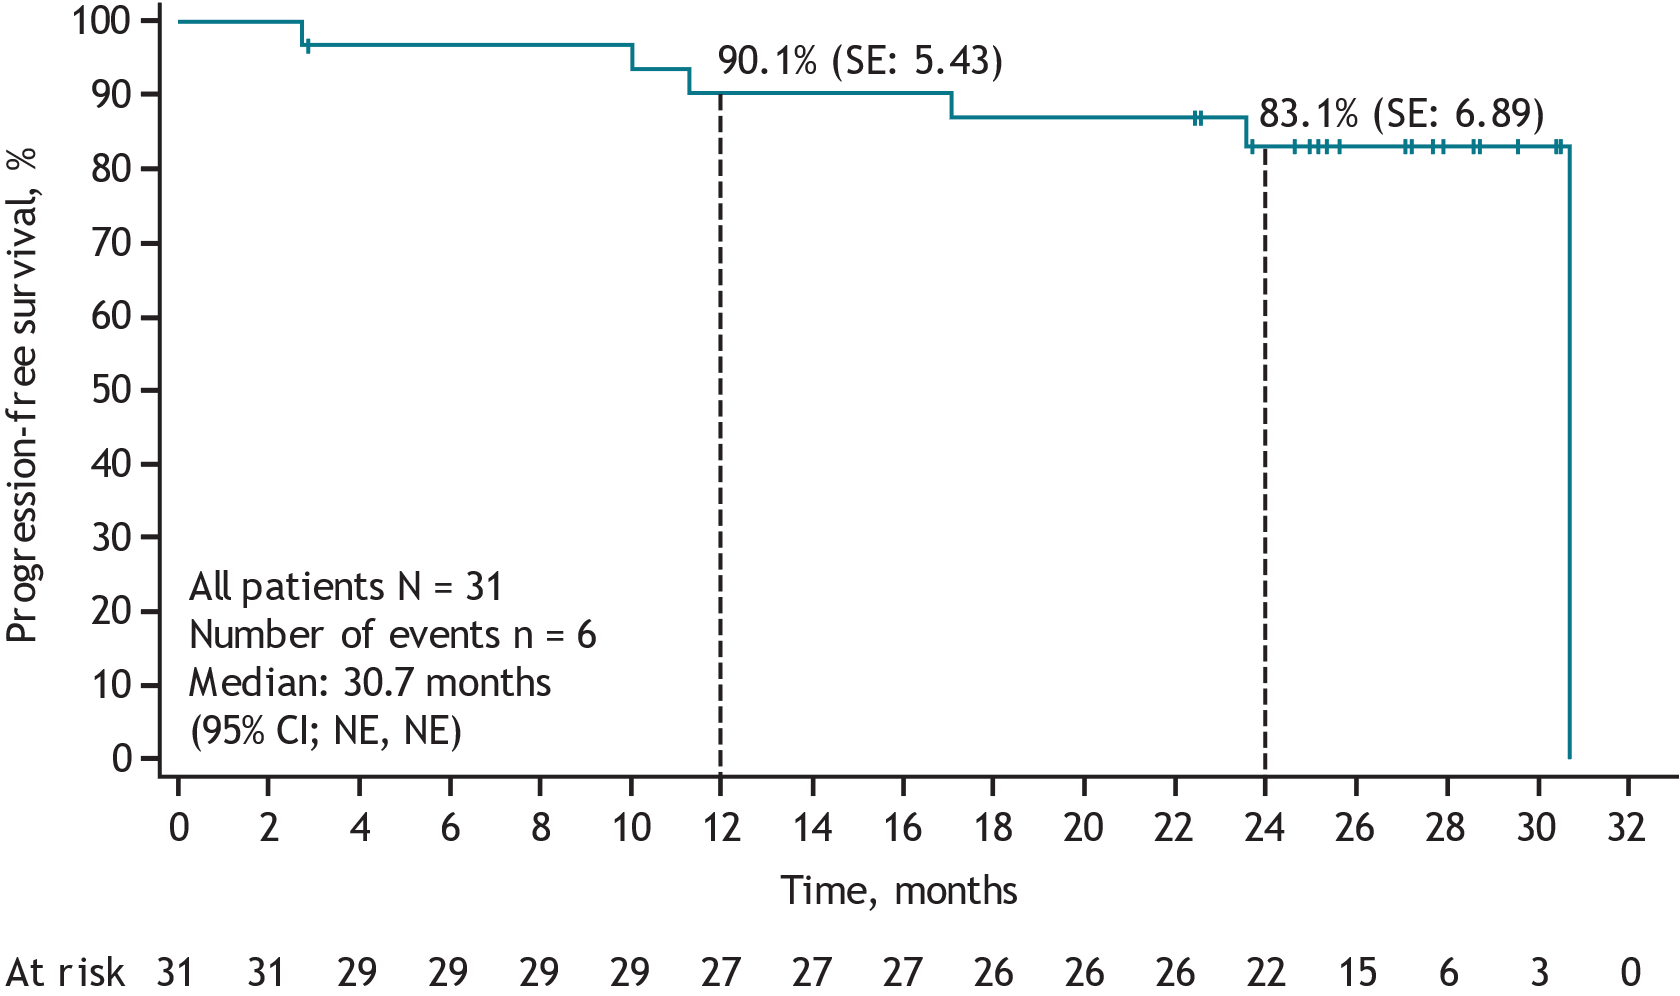 100
90
80
70
60
50
40
30
20
10
0
Progression-free survival, %
90.1% (SE: 5.43)
83.1% (SE: 6.89)
All patients N = 31
Number of events n = 6
Median: 30.7 months
(95% CI; NE, NE)
0 2 4 6 8 10 12 14 16 18 20 22 24 26 28 30 32
Time, months
At risk 31 31 29 29 29 29 27 27 27 26 26 26 22 15 6 3 0